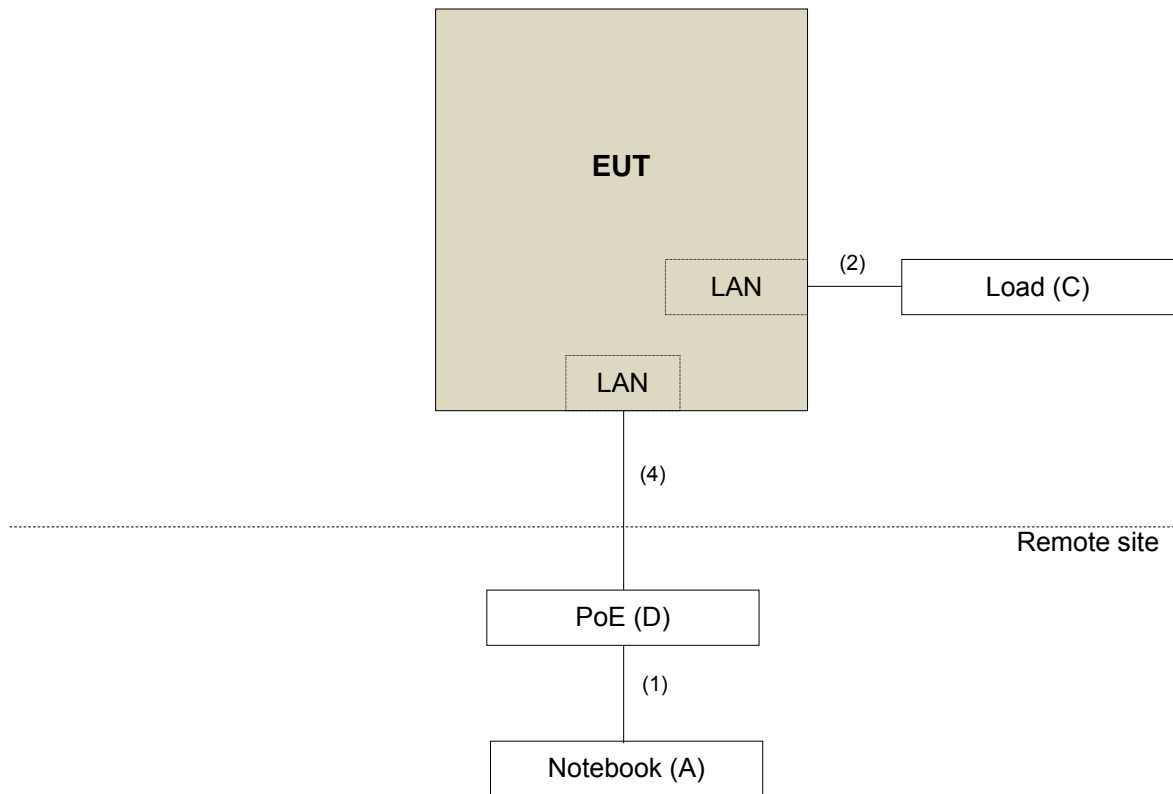 EUT
(2)
LAN
Load (C)
LAN
(4)
Remote site
PoE (D)
(1)
Notebook (A)